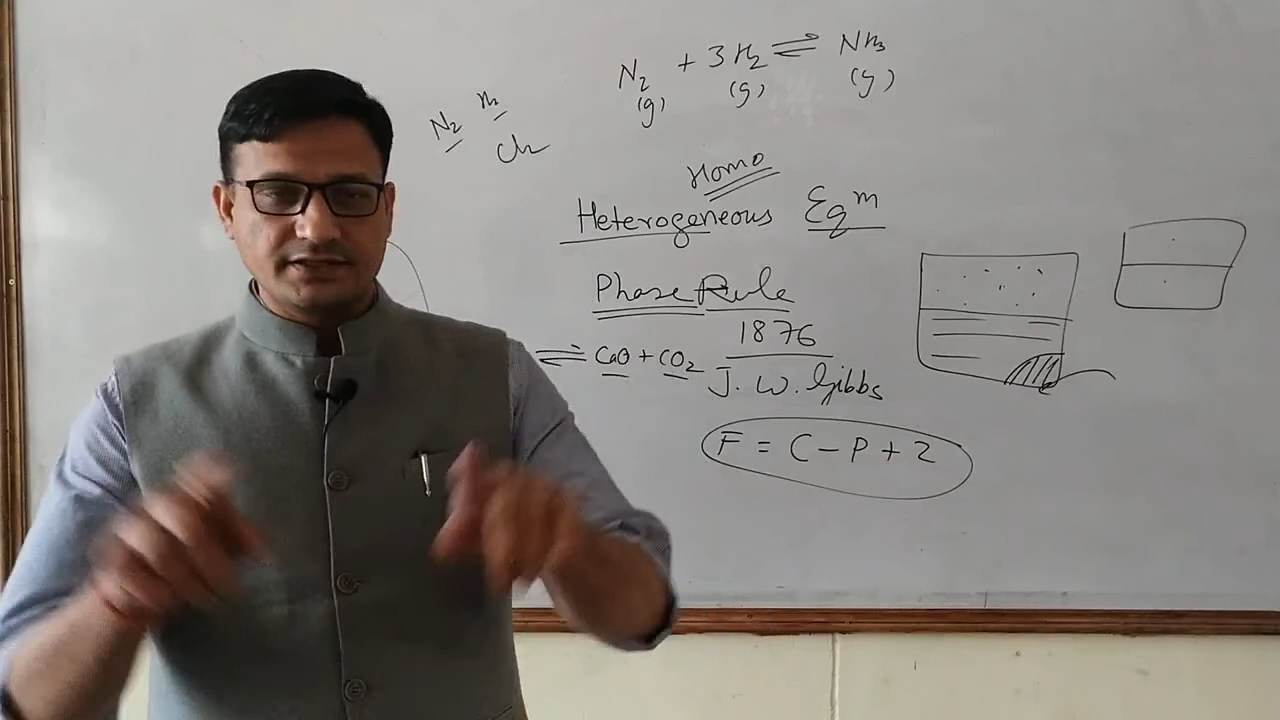 N2 + 3H2 ⇌ NH3
(g) (g) (g)
N2 H2
Cl2
Homo
Heterogeneous Eqm
Phase Rule
1876
⇌ CaO + CO2
J. W. Gibbs
F = C - P + 2